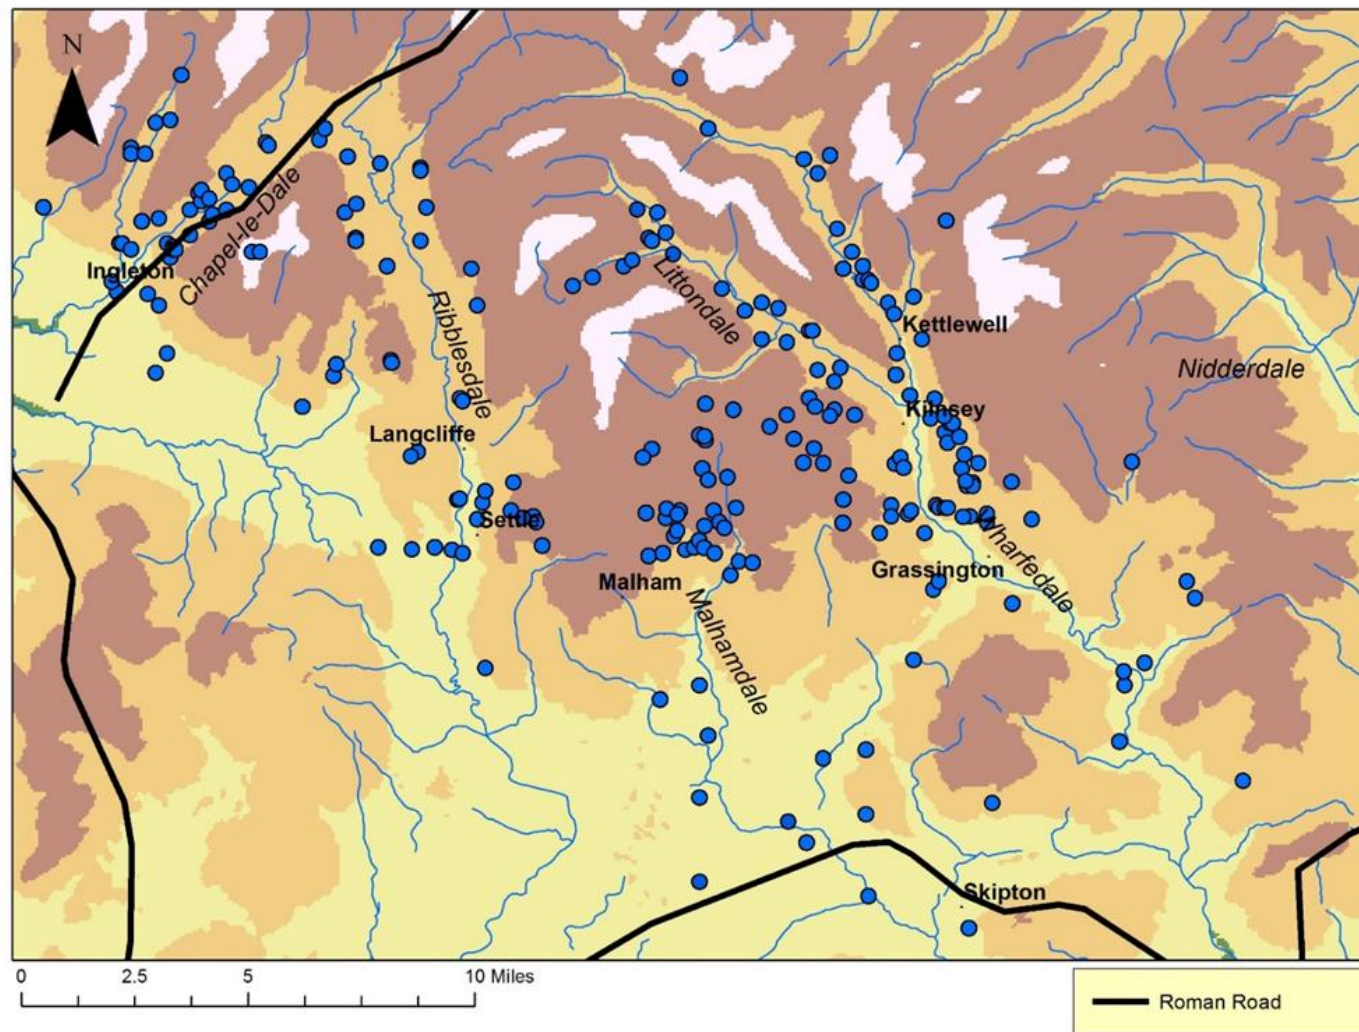 N
Chapel-le-Dale
Ingleton
Ribblesdale
Littondale
Kettlewell
Nidderdale
Kilnsey
Langcliffe
Settle
Wharfedale
Grassington
Malham
Malhamdale
Skipton
0 2.5 5 10 Miles
Roman Road